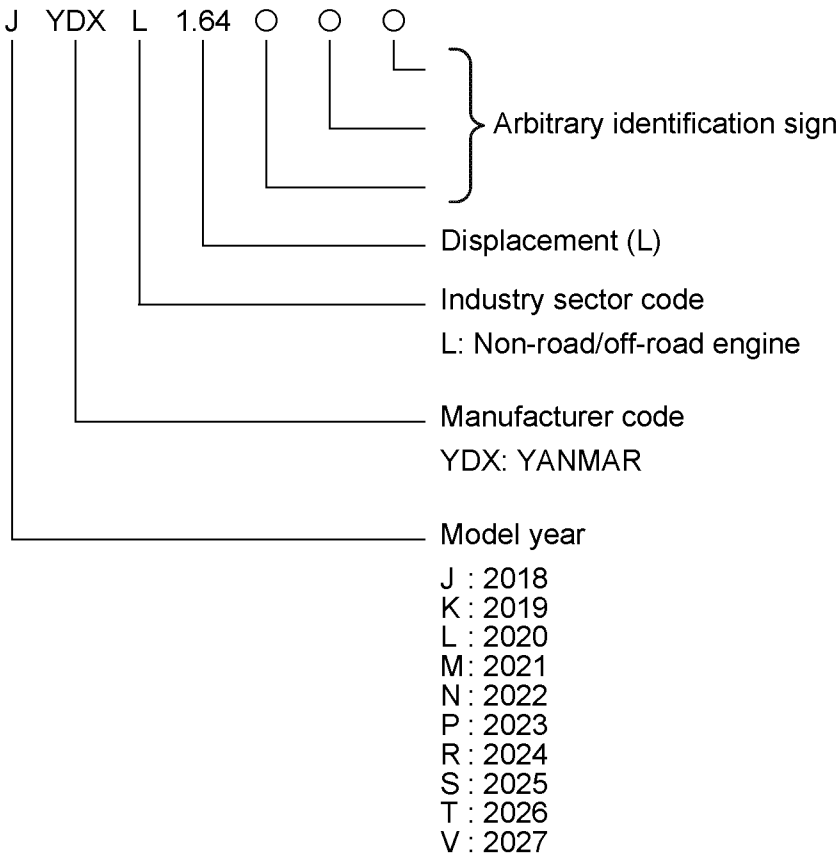 J YDX L 1.64 ○ ○ ○
Arbitrary identification sign
Displacement (L)
Industry sector code
L: Non-road/off-road engine
Manufacturer code
YDX: YANMAR
Model year
J : 2018
K : 2019
L : 2020
M : 2021
N : 2022
P : 2023
R : 2024
S : 2025
T : 2026
V : 2027